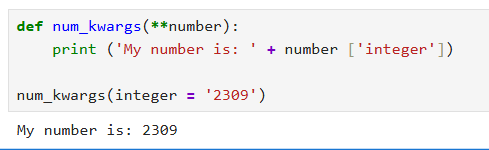 def num_kwargs(**number):
    print ('My number is: ' + number ['integer'])
num_kwargs(integer = '2309')
My number is: 2309